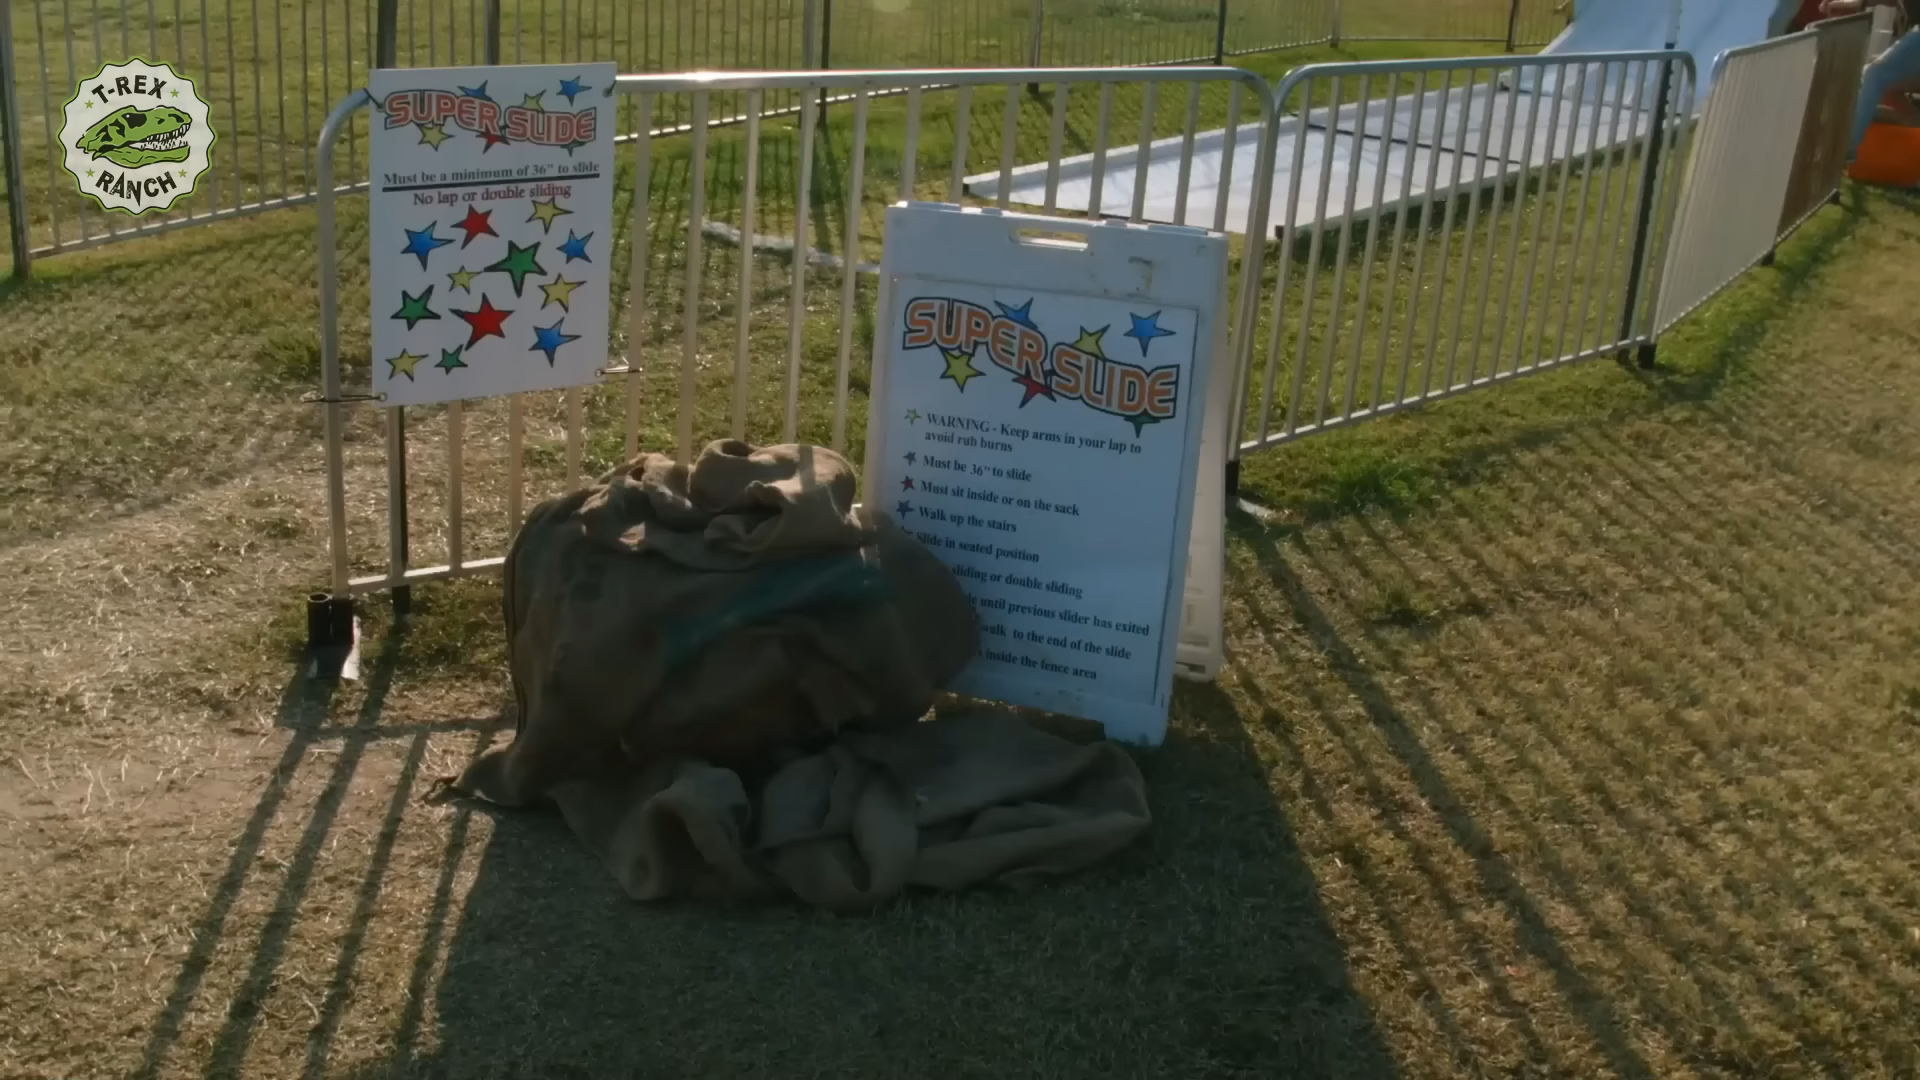 T-REX
RANCH
SUPER SLIDE
Must be a minimum of 36" to slide
No lap or double sliding
SUPER SLIDE
WARNING - Keep arms in your lap to
avoid rub burns
Must be 36" to slide
Must sit inside or on the sack
Walk up the stairs
Slide in seated position
sliding or double sliding
until previous slider has exited
walk to the end of the slide
inside the fence area